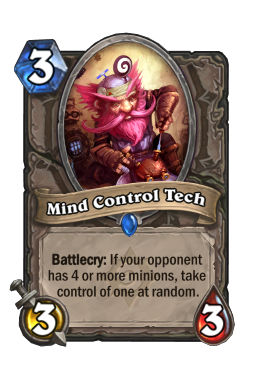 3
Mind Control Tech
Battlecry: If your opponent
has 4 or more minions, take
control of one at random.
3 3